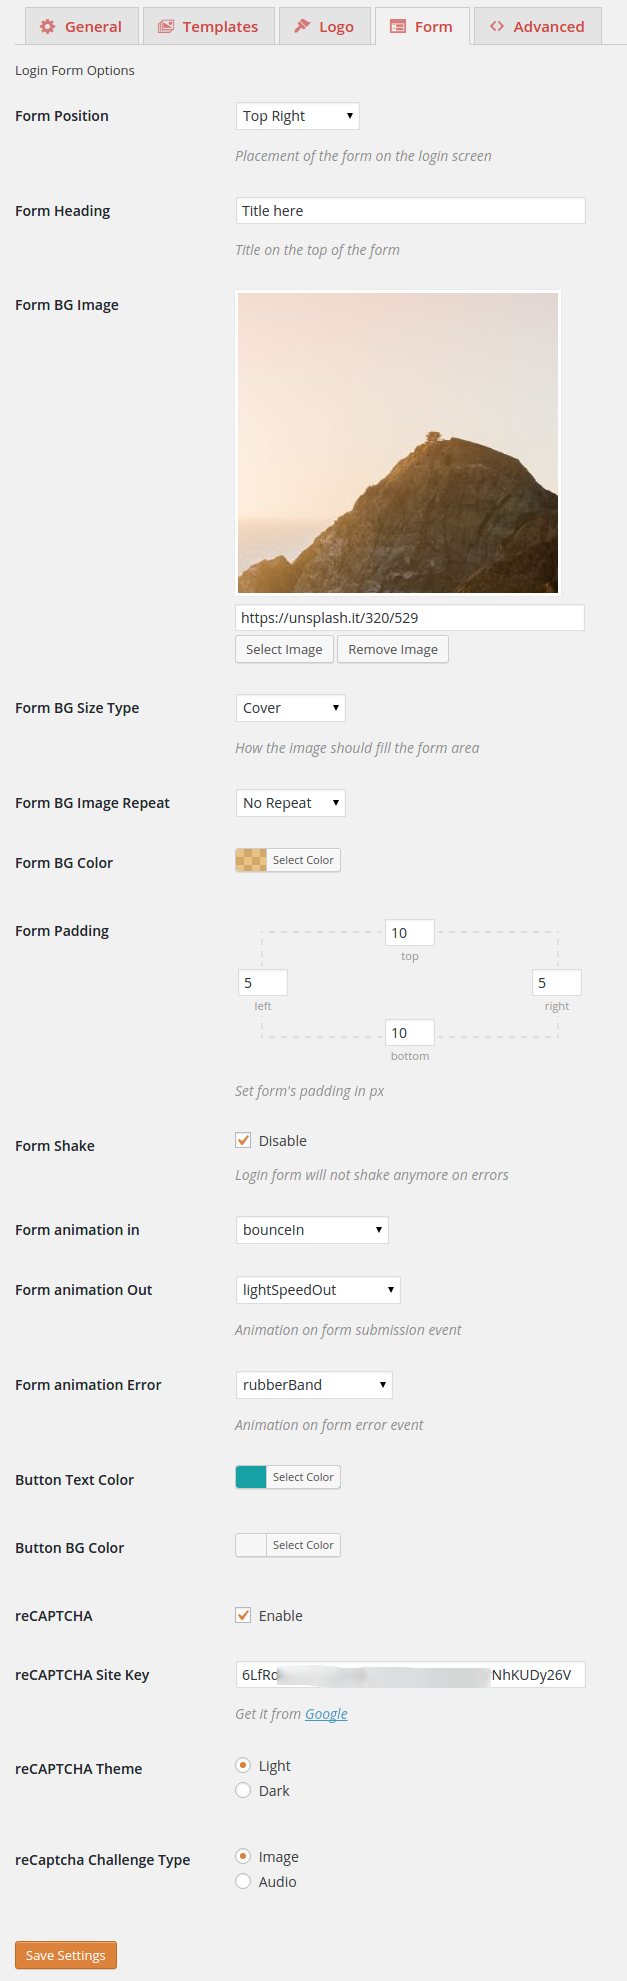 General Templates Logo Form Advanced
Login Form Options
Form Position Top Right
Placement of the form on the login screen
Form Heading Title here
Title on the top of the form
Form BG Image
https://unsplash.it/320/529
Select Image Remove Image
Form BG Size Type Cover
How the image should fill the form area
Form BG Image Repeat No Repeat
Form BG Color Select Color
Form Padding 10
top
5 5
left right
10
bottom
Set form's padding in px
Form Shake Disable
Login form will not shake anymore on errors
Form animation in bounceIn
Form animation Out lightSpeedOut
Animation on form submission event
Form animation Error rubberBand
Animation on form error event
Button Text Color Select Color
Button BG Color Select Color
reCAPTCHA Enable
reCAPTCHA Site Key 6LfRo NhKUDy26V
Get it from Google
reCAPTCHA Theme Light
Dark
reCaptcha Challenge Type Image
Audio
Save Settings